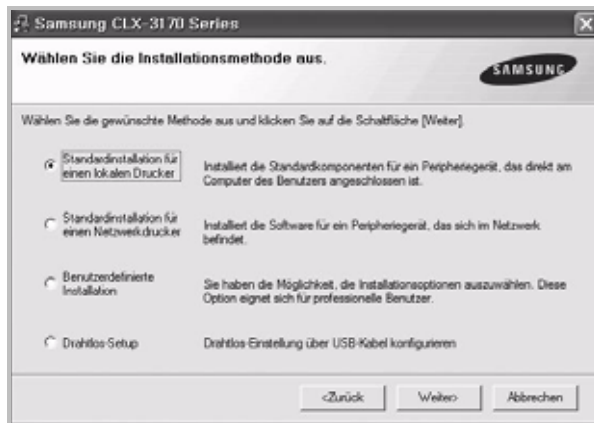 Samsung CLX-3170 Series
Wählen Sie die Installationsmethode aus.
SAMSUNG
Wählen Sie die gewünschte Methode aus und klicken Sie auf die Schaltfläche [Weiter].
Standardinstallation für
einen lokalen Drucker
Installiert die Standardkomponenten für ein Peripheriegerät, das direkt am
Computer des Benutzers angeschlossen ist.
Standardinstallation für
einen Netzwerkdrucker
Installiert die Software für ein Peripheriegerät, das sich im Netzwerk
befindet.
Benutzerdefinierte
Installation
Sie haben die Möglichkeit, die Installationsoptionen auszuwählen. Diese
Option eignet sich für professionelle Benutzer.
Drahtlos-Setup
Drahtlos-Einstellung über USB-Kabel konfigurieren
<Zurück
Weiter>
Abbrechen